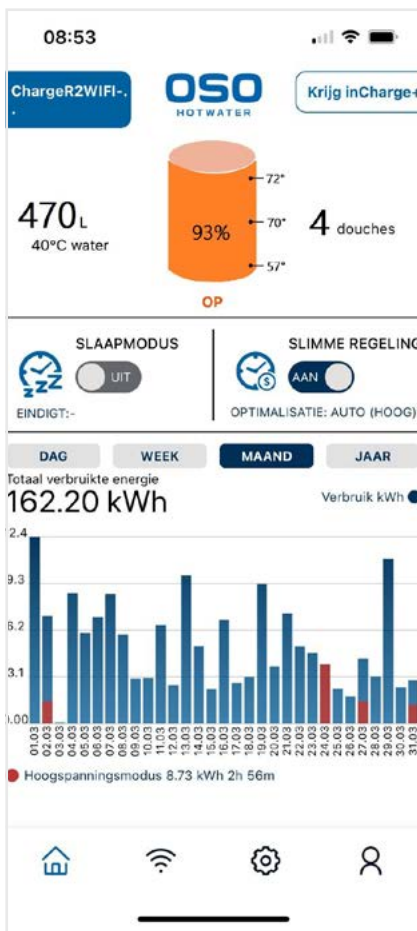 08:53
ChargeR2WIFI-.
.
OSO
HOTWATER
Krijg inCharge+
470L
40°C water
72°
70°
57°
93%
4 douches
OP
SLAAPMODUS
UIT
EINDIGT:-
SLIMME REGELING
AAN
OPTIMALISATIE: AUTO (HOOG)
DAG WEEK MAAND JAAR
Totaal verbruikte energie
162.20 kWh
Verbruik kWh
2.4
9.3
6.2
3.1
0.00
01.03 02.03 03.03 04.03 05.03 06.03 07.03 08.03 09.03 10.03 11.03 12.03 13.03 14.03 15.03 16.03 17.03 18.03 19.03 20.03 21.03 22.03 23.03 24.03 25.03 26.03 27.03 28.03 29.03 30.03 31.03
Hoogspanningsmodus 8.73 kWh 2h 56m